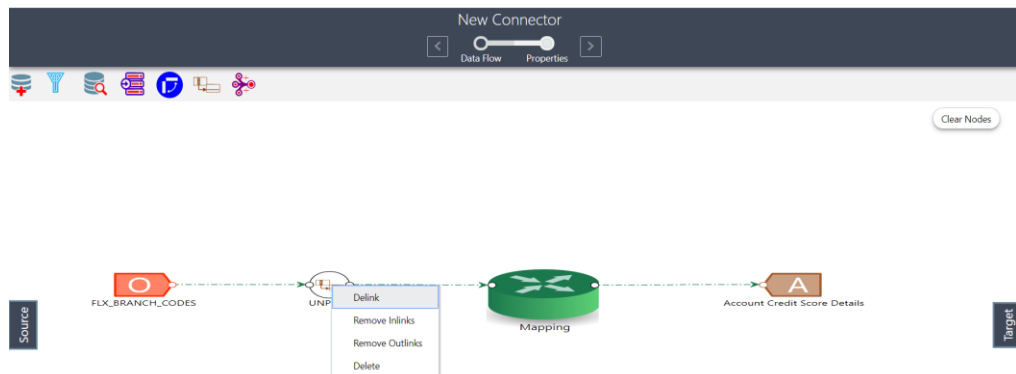 New Connector
<
>
Data Flow
Properties
Clear Nodes
O
A
FLX_BRANCH_CODES
UNP
Mapping
Account Credit Score Details
Delink
Remove Inlinks
Remove Outlinks
Delete
Source
Target